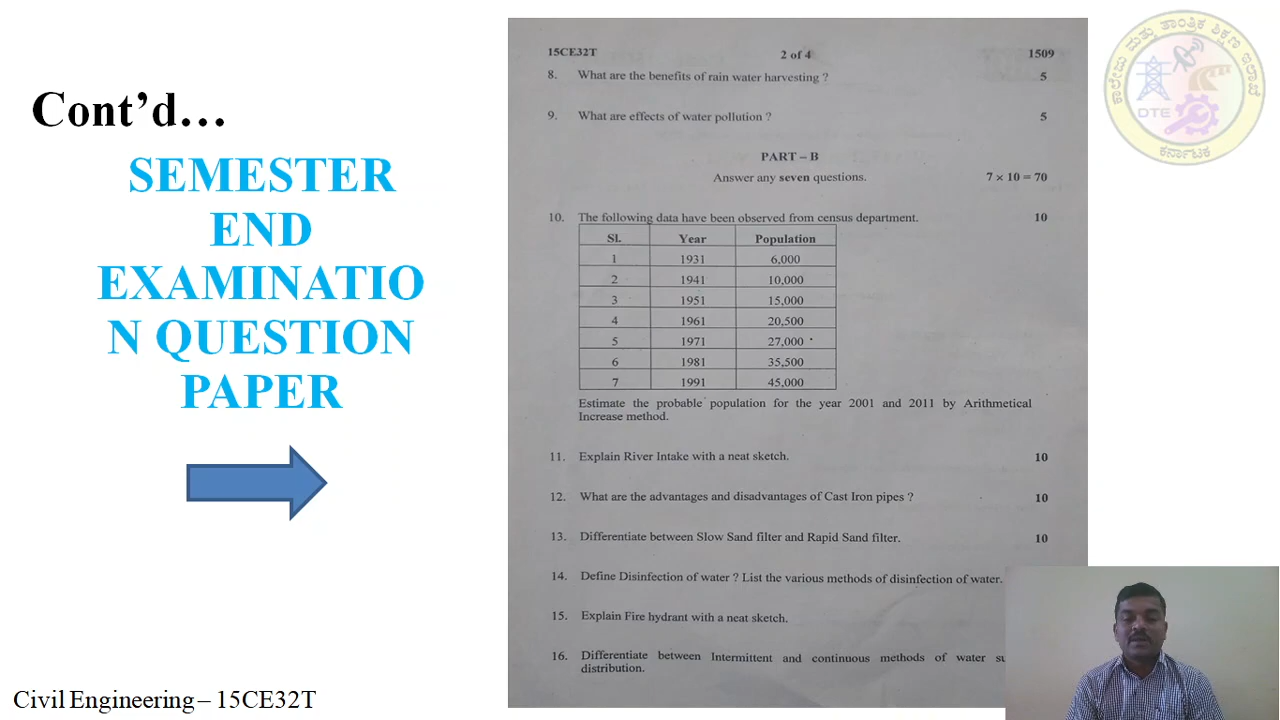 Cont’d…
SEMESTER
END
EXAMINATIO
N QUESTION
PAPER
15CE32T 2 of 4 1509
8. What are the benefits of rain water harvesting ? 5
9. What are effects of water pollution ? 5
PART – B
Answer any seven questions. 7 × 10 = 70
10. The following data have been observed from census department. 10
Sl. Year Population
1 1931 6,000
2 1941 10,000
3 1951 15,000
4 1961 20,500
5 1971 27,000
6 1981 35,500
7 1991 45,000
Estimate the probable population for the year 2001 and 2011 by Arithmetical
Increase method.
11. Explain River Intake with a neat sketch. 10
12. What are the advantages and disadvantages of Cast Iron pipes ? 10
13. Differentiate between Slow Sand filter and Rapid Sand filter. 10
14. Define Disinfection of water ? List the various methods of disinfection of water.
15. Explain Fire hydrant with a neat sketch.
16. Differentiate between Intermittent and continuous methods of water su
distribution.
ಕಾಲೇಜು ಮತ್ತು ತಾಂತ್ರಿಕ ಶಿಕ್ಷಣ ಇಲಾಖೆ
DTE
ಕರ್ನಾಟಕ
Civil Engineering – 15CE32T